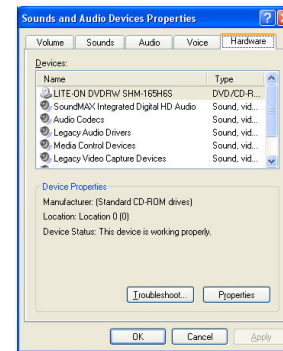 Sounds and Audio Devices Properties
Volume Sounds Audio Voice Hardware
Devices:
Name Type
LITE-ON DVDRW SHM-165H6S DVD/CD-R...
SoundMAX Integrated Digital HD Audio Sound, vid...
Audio Codecs Sound, vid...
Legacy Audio Drivers Sound, vid...
Media Control Devices Sound, vid...
Legacy Video Capture Devices Sound, vid...
Device Properties
Manufacturer: (Standard CD-ROM drives)
Location: Location 0 (0)
Device Status: This device is working properly.
Troubleshoot... Properties
OK Cancel Apply